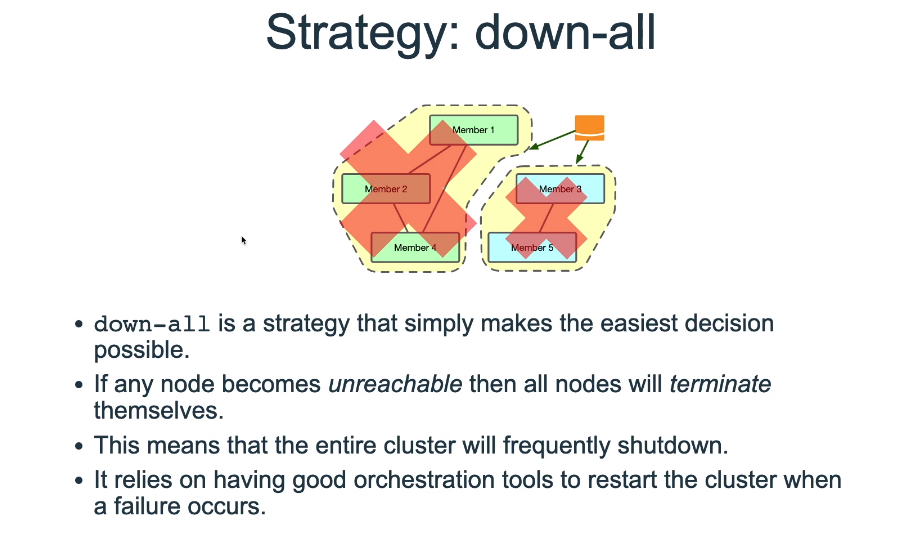 Strategy: down-all
Member 1
Member 2
Member 3
Member 4
Member 5
• down-all is a strategy that simply makes the easiest decision
possible.
• If any node becomes unreachable then all nodes will terminate
themselves.
• This means that the entire cluster will frequently shutdown.
• It relies on having good orchestration tools to restart the cluster when
a failure occurs.